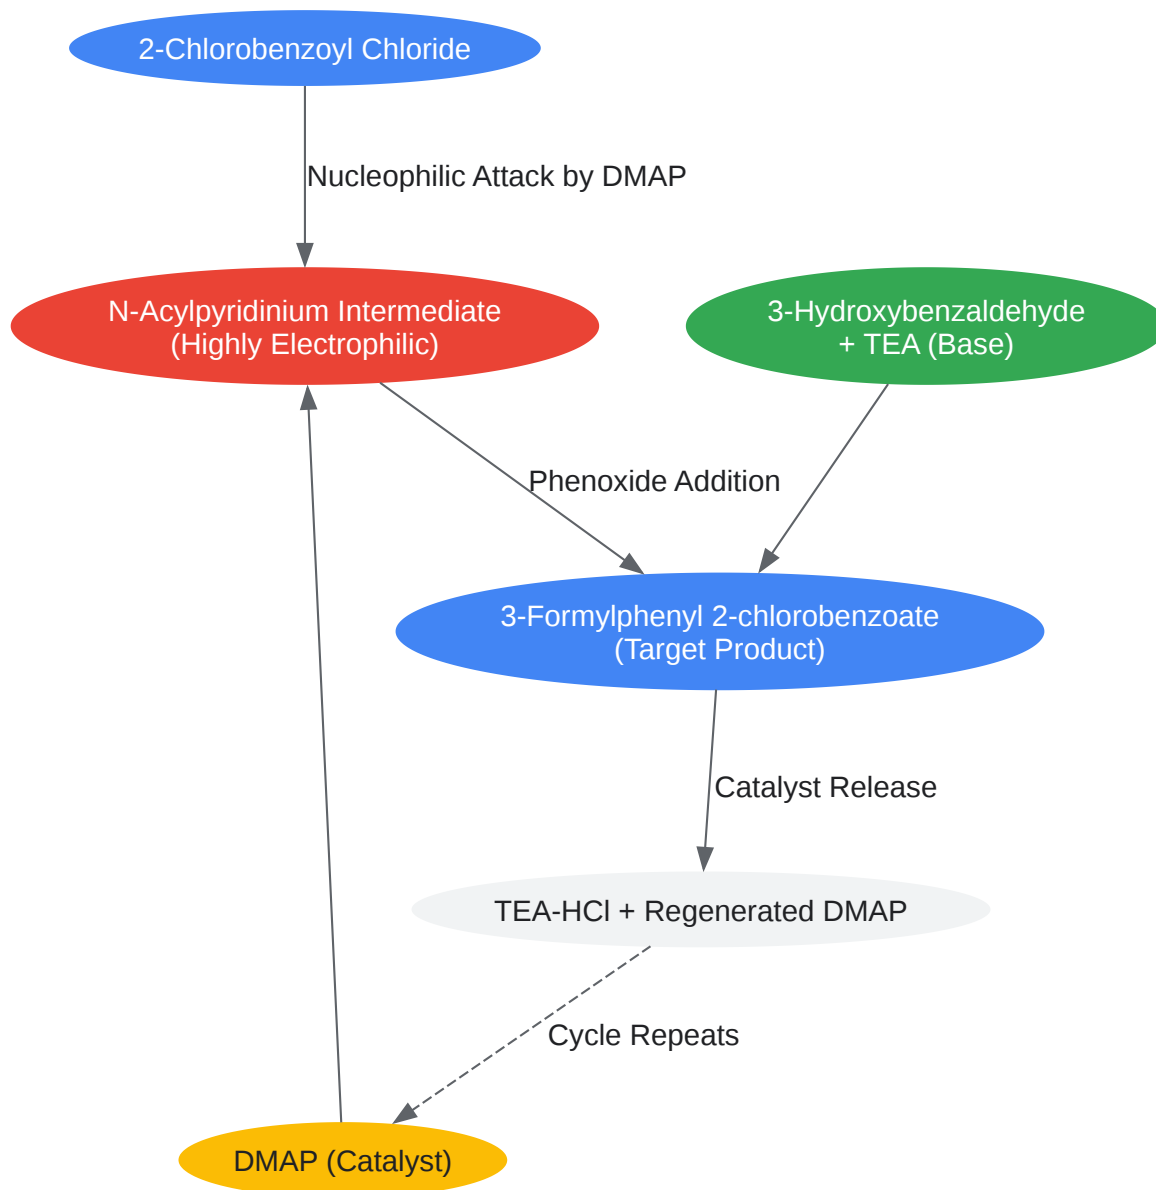 2-Chlorobenzoyl Chloride
Nucleophilic Attack by DMAP
N-Acylpyridinium Intermediate
(Highly Electrophilic)
3-Hydroxybenzaldehyde
+ TEA (Base)
Phenoxide Addition
3-Formylphenyl 2-chlorobenzoate
(Target Product)
Catalyst Release
TEA-HCl + Regenerated DMAP
Cycle Repeats
DMAP (Catalyst)